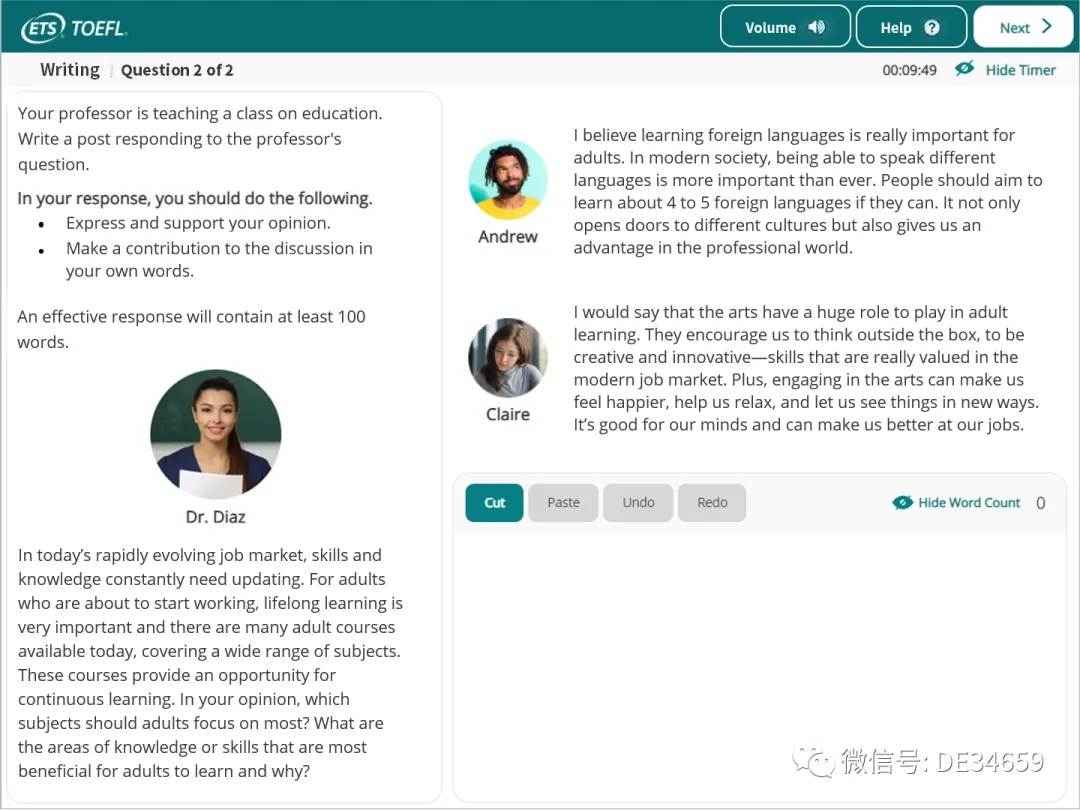 ETS TOEFL
Volume
Help ?
Next
Writing
Question 2 of 2
00:09:49
Hide Timer
Your professor is teaching a class on education.
Write a post responding to the professor's
question.
In your response, you should do the following.
• Express and support your opinion.
• Make a contribution to the discussion in
your own words.
An effective response will contain at least 100
words.
Dr. Diaz
In today's rapidly evolving job market, skills and
knowledge constantly need updating. For adults
who are about to start working, lifelong learning is
very important and there are many adult courses
available today, covering a wide range of subjects.
These courses provide an opportunity for
continuous learning. In your opinion, which
subjects should adults focus on most? What are
the areas of knowledge or skills that are most
beneficial for adults to learn and why?
Andrew
I believe learning foreign languages is really important for
adults. In modern society, being able to speak different
languages is more important than ever. People should aim to
learn about 4 to 5 foreign languages if they can. It not only
opens doors to different cultures but also gives us an
advantage in the professional world.
Claire
I would say that the arts have a huge role to play in adult
learning. They encourage us to think outside the box, to be
creative and innovative—skills that are really valued in the
modern job market. Plus, engaging in the arts can make us
feel happier, help us relax, and let us see things in new ways.
It's good for our minds and can make us better at our jobs.
Cut
Paste
Undo
Redo
Hide Word Count
0
微信号: DE34659